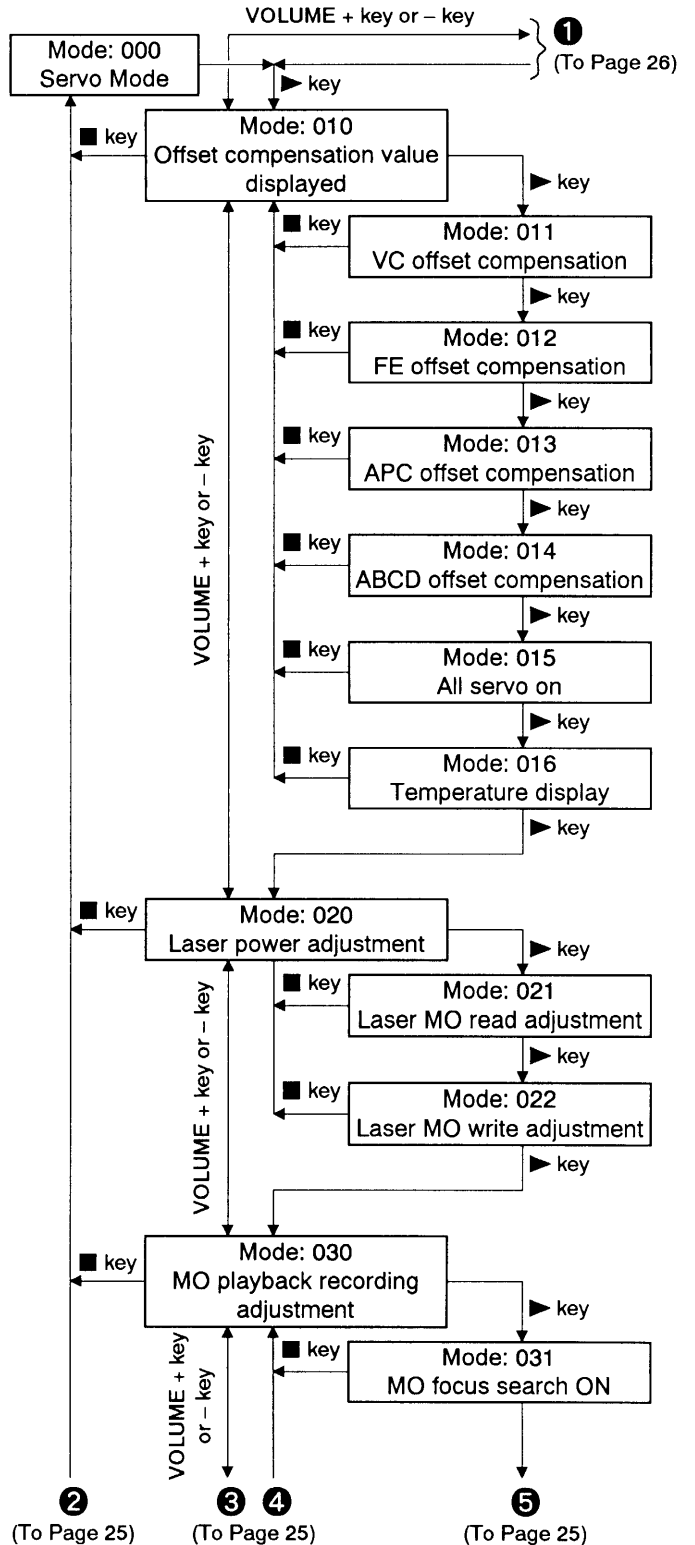 VOLUME + key or – key
❶
(To Page 26)
Mode: 000
Servo Mode
▶ key
Mode: 010
Offset compensation value
displayed
■ key
▶ key
■ key
Mode: 011
VC offset compensation
▶ key
■ key
Mode: 012
FE offset compensation
▶ key
■ key
Mode: 013
APC offset compensation
▶ key
■ key
Mode: 014
ABCD offset compensation
▶ key
■ key
Mode: 015
All servo on
▶ key
■ key
Mode: 016
Temperature display
▶ key
VOLUME + key or – key
■ key
Mode: 020
Laser power adjustment
▶ key
■ key
Mode: 021
Laser MO read adjustment
▶ key
■ key
Mode: 022
Laser MO write adjustment
▶ key
VOLUME + key or – key
■ key
Mode: 030
MO playback recording
adjustment
▶ key
■ key
Mode: 031
MO focus search ON
VOLUME + key
or – key
❷
(To Page 25)
❸ ❹
(To Page 25)
❺
(To Page 25)